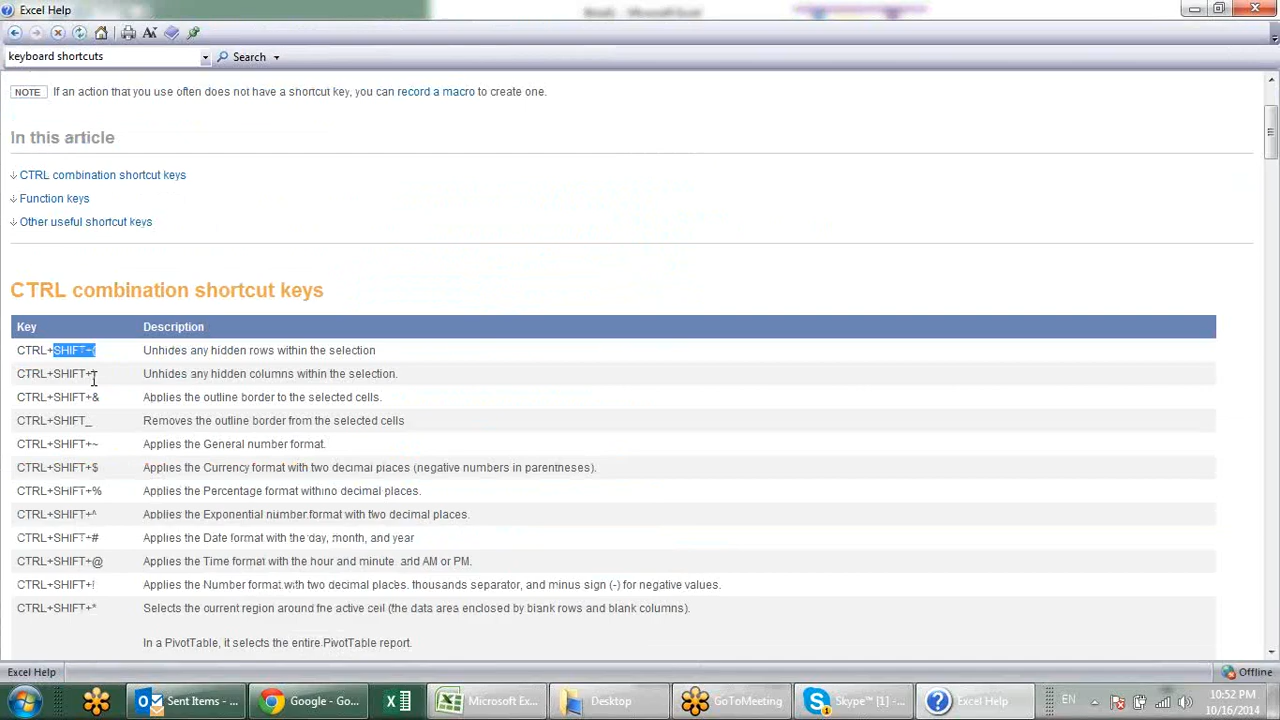 Excel Help
keyboard shortcuts
Search
NOTE If an action that you use often does not have a shortcut key, you can record a macro to create one.
In this article
CTRL combination shortcut keys
Function keys
Other useful shortcut keys
CTRL combination shortcut keys
Key Description
CTRL+SHIFT+( Unhides any hidden rows within the selection
CTRL+SHIFT+ Unhides any hidden columns within the selection.
CTRL+SHIFT+& Applies the outline border to the selected cells.
CTRL+SHIFT_ Removes the outline border from the selected cells
CTRL+SHIFT+~ Applies the General number format.
CTRL+SHIFT+$ Applies the Currency format with two decimal places (negative numbers in parentheses).
CTRL+SHIFT+% Applies the Percentage format with no decimal places.
CTRL+SHIFT+^ Applies the Exponential number format with two decimal places.
CTRL+SHIFT+# Applies the Date format with the day, month, and year
CTRL+SHIFT+@ Applies the Time format with the hour and minute and AM or PM.
CTRL+SHIFT+! Applies the Number format with two decimal places, thousands separator, and minus sign (-) for negative values.
CTRL+SHIFT+* Selects the current region around the active cell (the data area enclosed by blank rows and blank columns).
In a PivotTable, it selects the entire PivotTable report.
Excel Help Offline
Sent Items - ... Google - Go... Microsoft Ex... Desktop GoToMeeting Skype™ [1] - ... Excel Help EN 10:52 PM
10/16/2014